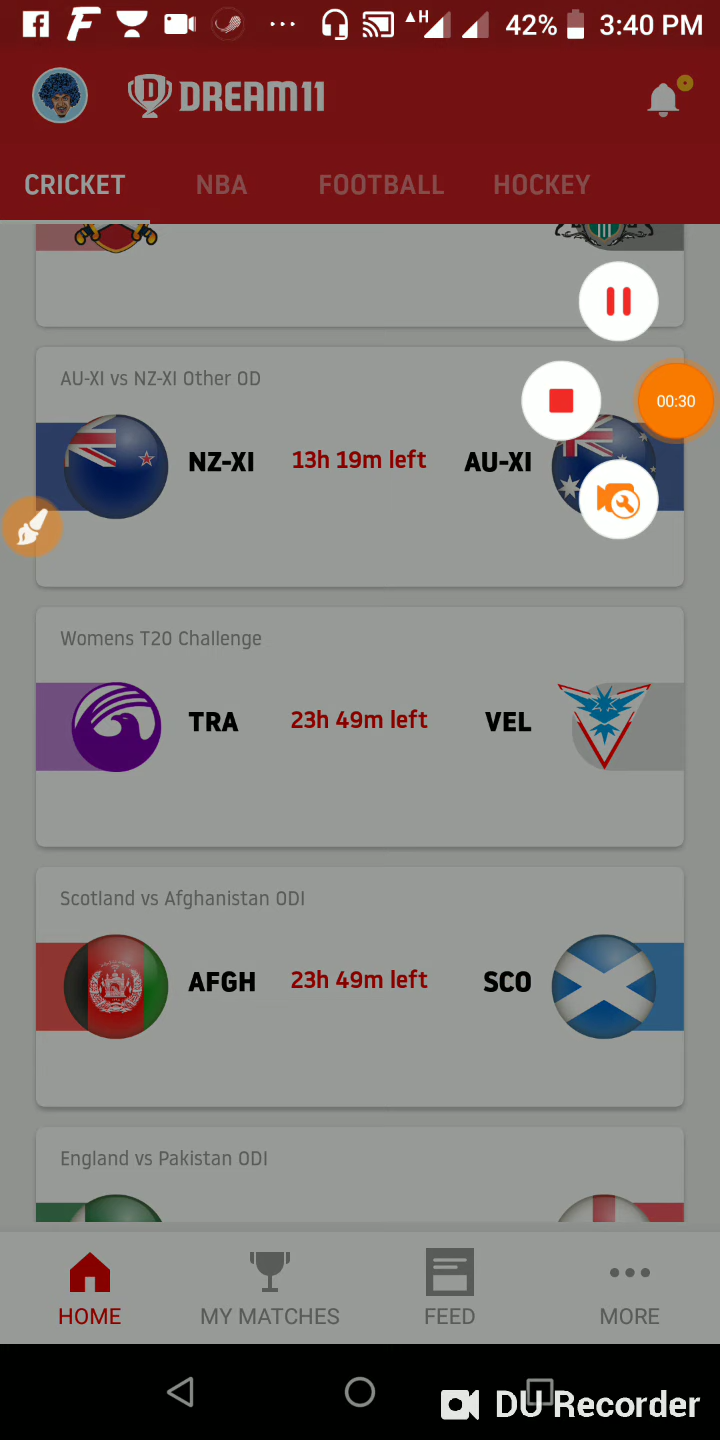 42% 3:40 PM
DREAM11
CRICKET NBA FOOTBALL HOCKEY
AU-XI vs NZ-XI Other OD
NZ-XI 13h 19m left AU-XI
00:30
Womens T20 Challenge
TRA 23h 49m left VEL
Scotland vs Afghanistan ODI
AFGH 23h 49m left SCO
England vs Pakistan ODI
HOME MY MATCHES FEED MORE
DU Recorder